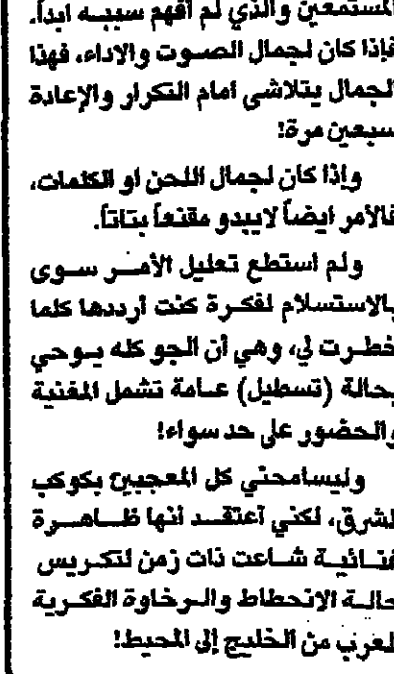 المستمعين والذي لم افهم سببه ابداً.
فإذا كان لجمال الصوت والاداء، فهذا
الجمال يتلاشى امام التكرار والإعادة
سبعين مرة!
وإذا كان لجمال اللحن او الكلمات،
فالأمر ايضاً لايبدو مقنعاً بتاتاً.
ولم استطع تعليل الأمر سوى
بالاستسلام لفكرة كنت أرددها كلما
خطرت لي، وهي أن الجو كله يوحي
بحالة (تسطيل) عامة تشمل المغنية
والحضور على حد سواء!
وليسامحني كل المعجبين بكوكب
الشرق، لكني أعتقد أنها ظاهرة
غنائية شاعت ذات زمن لتكريس
حالة الانحطاط والرخاوة الفكرية
للعرب من الخليج إلى المحيط!